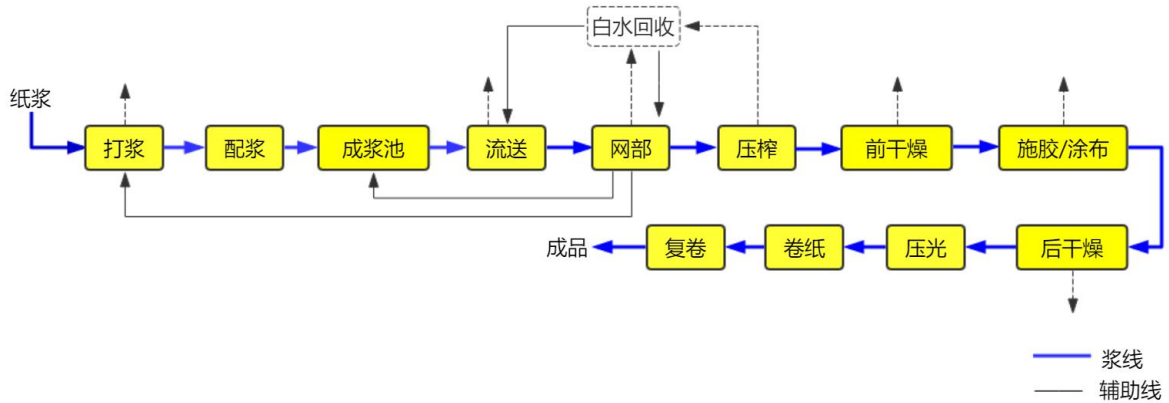 白水回收
纸浆
打浆
配浆
成浆池
流送
网部
压榨
前干燥
施胶/涂布
成品
复卷
卷纸
压光
后干燥
浆线
辅助线